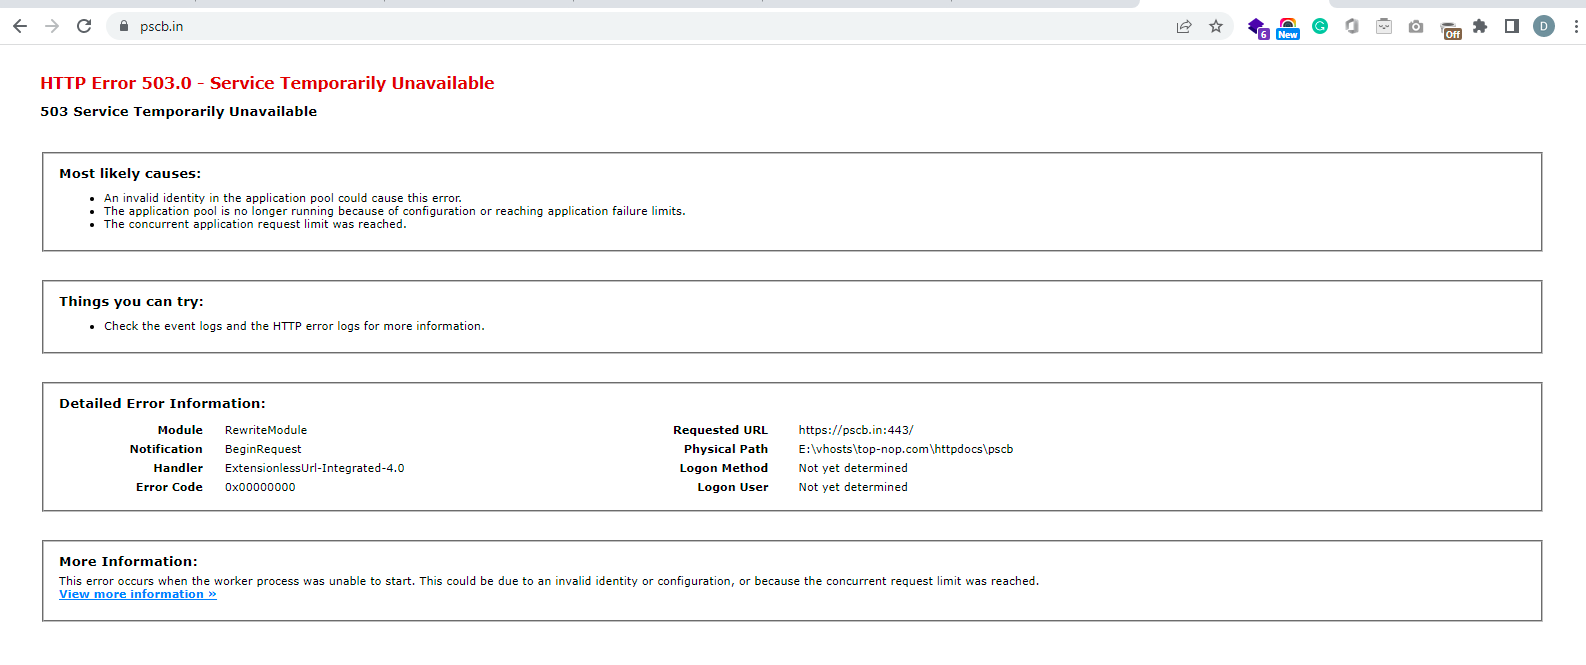 pscb.in
6
New
Off
D
HTTP Error 503.0 - Service Temporarily Unavailable
503 Service Temporarily Unavailable
Most likely causes:
• An invalid identity in the application pool could cause this error.
• The application pool is no longer running because of configuration or reaching application failure limits.
• The concurrent application request limit was reached.
Things you can try:
• Check the event logs and the HTTP error logs for more information.
Detailed Error Information:
Module RewriteModule Requested URL https://pscb.in:443/
Notification BeginRequest Physical Path E:\vhosts\top-nop.com\httpdocs\pscb
Handler ExtensionlessUrl-Integrated-4.0 Logon Method Not yet determined
Error Code 0x00000000 Logon User Not yet determined
More Information:
This error occurs when the worker process was unable to start. This could be due to an invalid identity or configuration, or because the concurrent request limit was reached.
View more information »